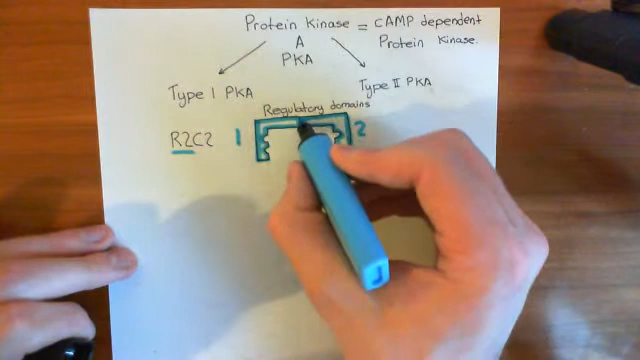 Protein Kinase = cAMP dependent
A Protein Kinase.
PKA
Type I PKA
Type II PKA
Regulatory domains
R2C2 1 2